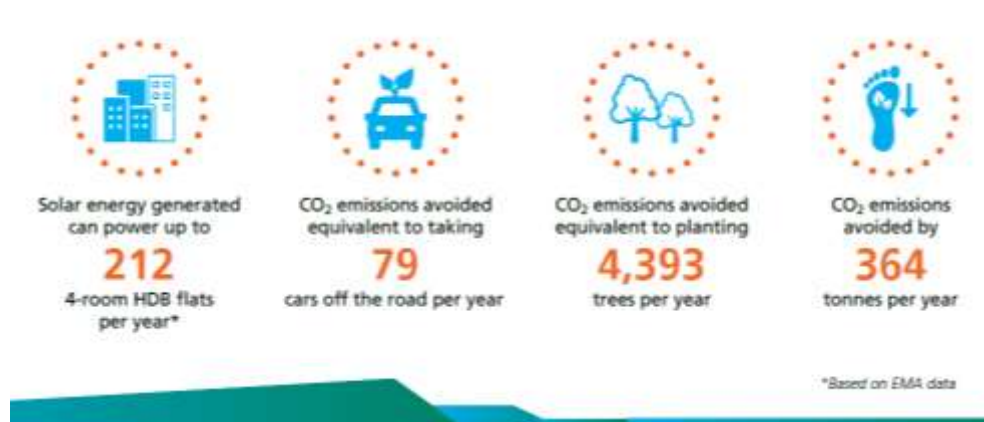 Solar energy generated
can power up to
212
4-room HDB flats
per year*
CO₂ emissions avoided
equivalent to taking
79
cars off the road per year
CO₂ emissions avoided
equivalent to planting
4,393
trees per year
CO₂ emissions
avoided by
364
tonnes per year
*Based on EMA data